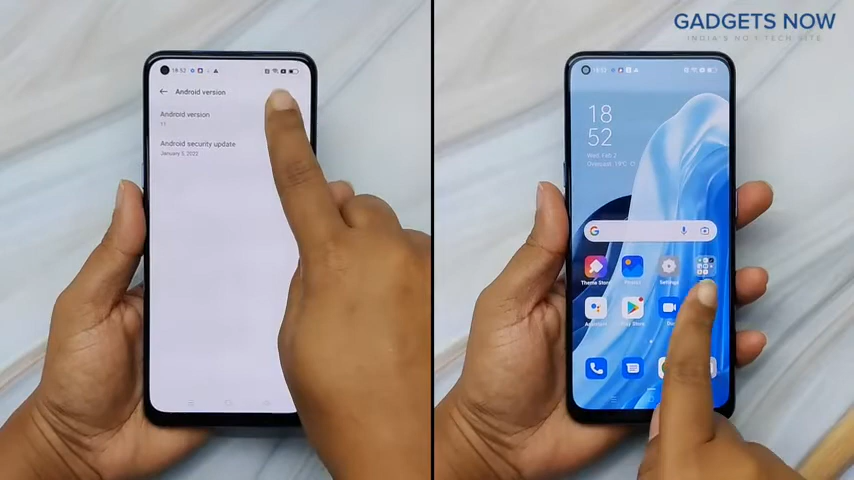 GADGETS NOW
INDIA'S NO 1 TECH SITE
18:52
Android version
Android version
11
Android security update
January 5, 2022
18
52
Wed, Feb 2
Overcast, 19°C
Theme Store
Settings
Play Store